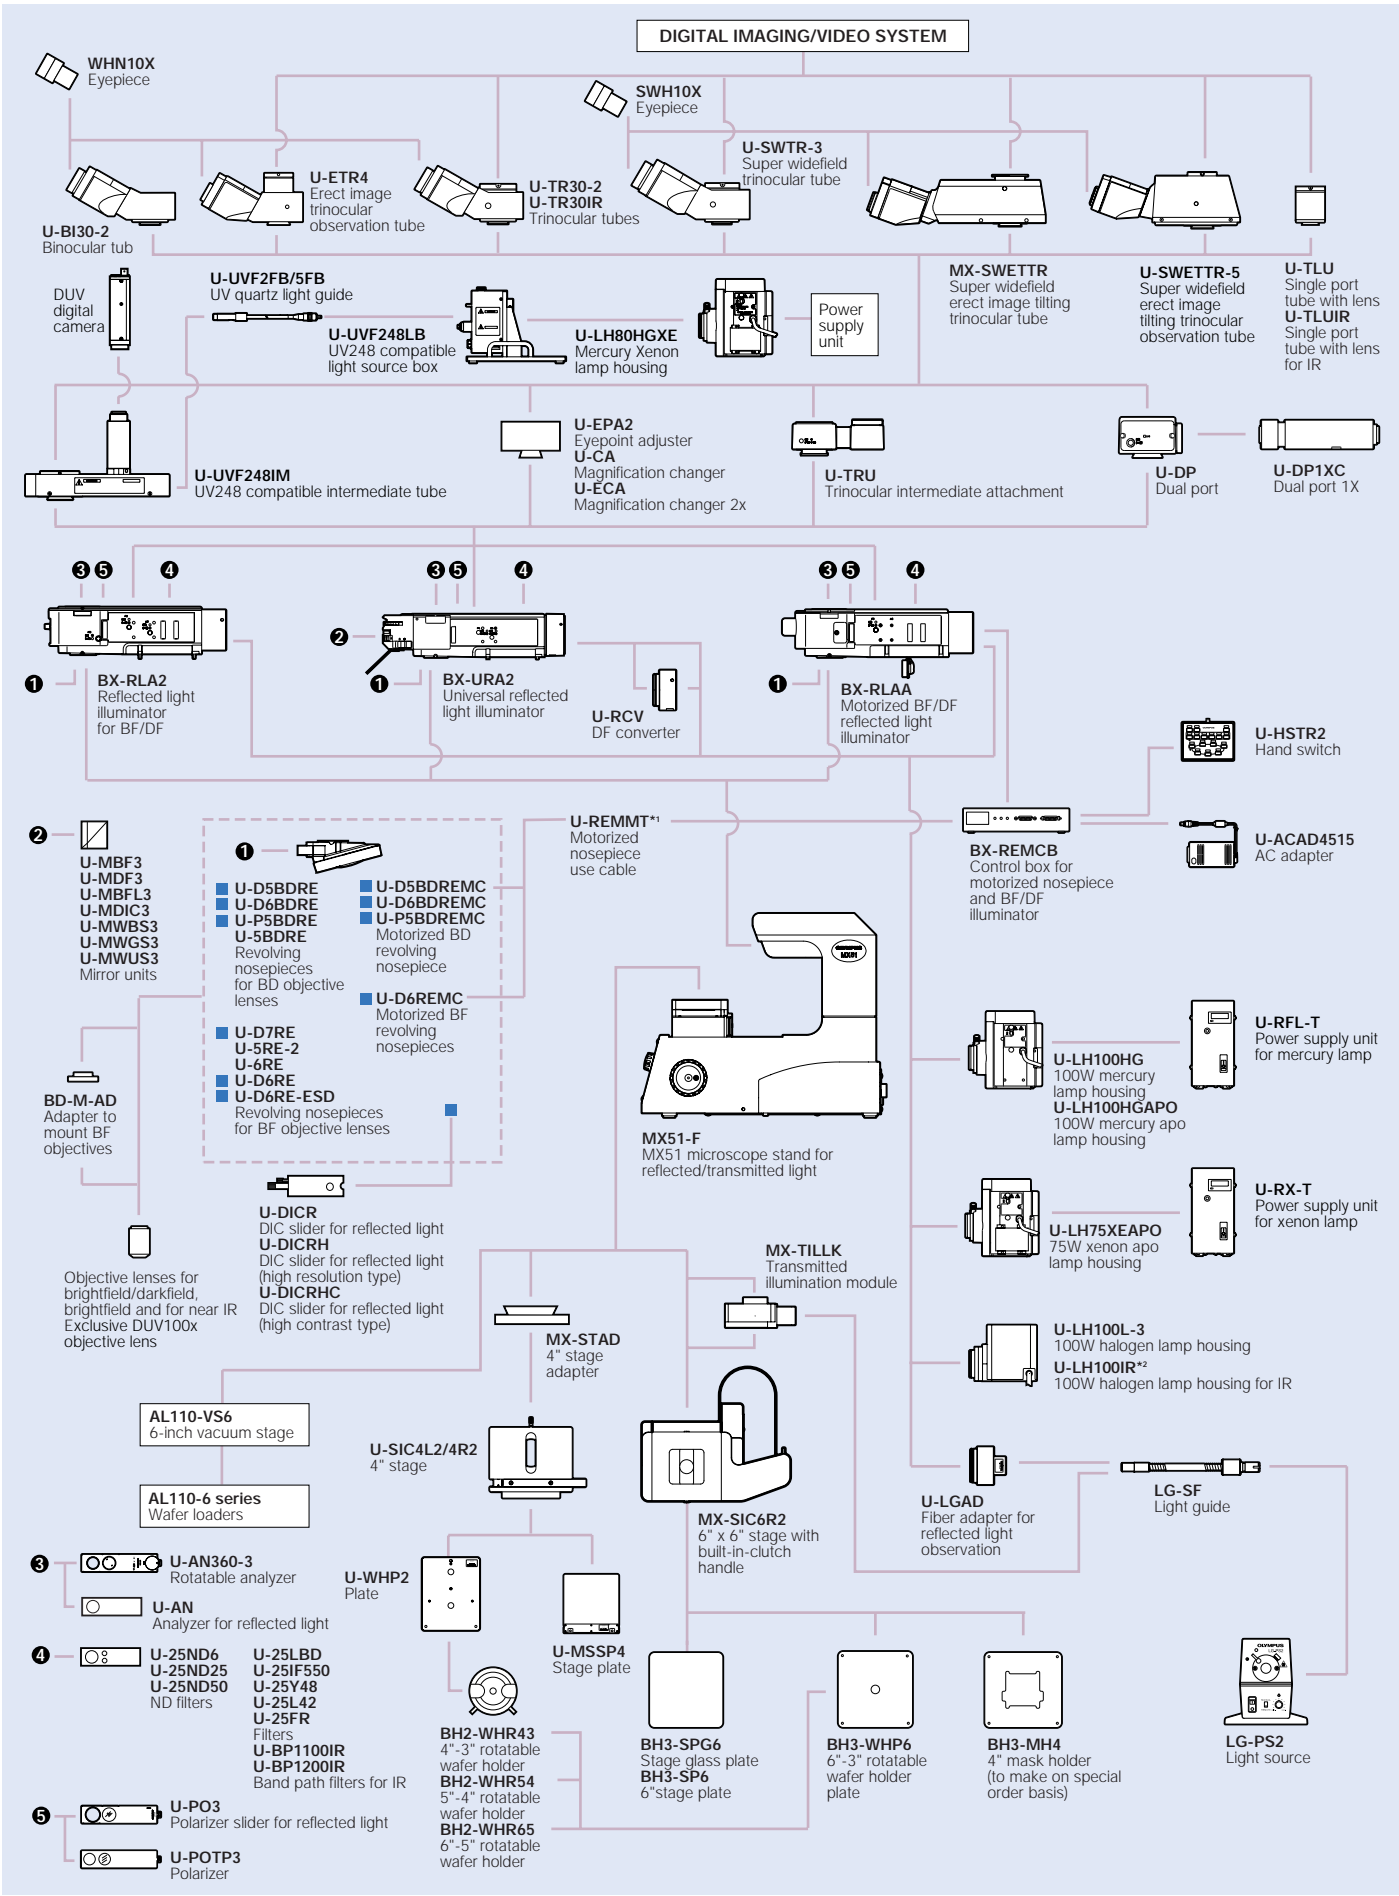 DIGITAL IMAGING/VIDEO SYSTEM
WHN10X
Eyepiece
SWH10X
Eyepiece
U-BI30-2
Binocular tub
U-ETR4
Erect image
trinocular
observation tube
U-TR30-2
U-TR30IR
Trinocular tubes
U-SWTR-3
Super widefield
trinocular tube
MX-SWETTR
Super widefield
erect image tilting
trinocular tube
U-SWETTR-5
Super widefield
erect image
tilting trinocular
observation tube
U-TLU
Single port
tube with lens
U-TLUIR
Single port
tube with lens
for IR
DUV
digital
camera
U-UVF2FB/5FB
UV quartz light guide
U-UVF248LB
UV248 compatible
light source box
U-LH80HGXE
Mercury Xenon
lamp housing
Power
supply
unit
U-UVF248IM
UV248 compatible intermediate tube
U-EPA2
Eyepoint adjuster
U-CA
Magnification changer
U-ECA
Magnification changer 2x
U-TRU
Trinocular intermediate attachment
U-DP
Dual port
U-DP1XC
Dual port 1X
3 5 4
3 5 4
3 5 4
2
1
1
1
BX-RLA2
Reflected light
illuminator
for BF/DF
BX-URA2
Universal reflected
light illuminator
U-RCV
DF converter
BX-RLAA
Motorized BF/DF
reflected light
illuminator
U-HSTR2
Hand switch
U-ACAD4515
AC adapter
BX-REMCB
Control box for
motorized nosepiece
and BF/DF
illuminator
U-REMMT*1
Motorized
nosepiece
use cable
2
U-MBF3
U-MDF3
U-MBFL3
U-MDIC3
U-MWBS3
U-MWGS3
U-MWUS3
Mirror units
1
U-D5BDRE
U-D6BDRE
U-P5BDRE
U-5BDRE
Revolving
nosepieces
for BD objective
lenses
U-D5BDREMC
U-D6BDREMC
U-P5BDREMC
Motorized BD
revolving
nosepiece
U-D6REMC
Motorized BF
revolving
nosepieces
U-D7RE
U-5RE-2
U-6RE
U-D6RE
U-D6RE-ESD
Revolving nosepieces
for BF objective lenses
BD-M-AD
Adapter to
mount BF
objectives
OLYMPUS
MX51
MX51-F
MX51 microscope stand for
reflected/transmitted light
U-LH100HG
100W mercury
lamp housing
U-LH100HGAPO
100W mercury apo
lamp housing
U-RFL-T
Power supply unit
for mercury lamp
U-DICR
DIC slider for reflected light
U-DICRH
DIC slider for reflected light
(high resolution type)
U-DICRHC
DIC slider for reflected light
(high contrast type)
Objective lenses for
brightfield/darkfield,
brightfield and for near IR
Exclusive DUV100x
objective lens
U-LH75XEAPO
75W xenon apo
lamp housing
U-RX-T
Power supply unit
for xenon lamp
MX-TILLK
Transmitted
illumination module
MX-STAD
4" stage
adapter
U-LH100L-3
100W halogen lamp housing
U-LH100IR*2
100W halogen lamp housing for IR
AL110-VS6
6-inch vacuum stage
AL110-6 series
Wafer loaders
U-SIC4L2/4R2
4" stage
MX-SIC6R2
6" x 6" stage with
built-in-clutch
handle
U-LGAD
Fiber adapter for
reflected light
observation
LG-SF
Light guide
3
U-AN360-3
Rotatable analyzer
U-AN
Analyzer for reflected light
U-WHP2
Plate
U-MSSP4
Stage plate
4
U-25ND6
U-25ND25
U-25ND50
ND filters
U-25LBD
U-25IF550
U-25Y48
U-25L42
U-25FR
Filters
U-BP1100IR
U-BP1200IR
Band path filters for IR
BH2-WHR43
4"-3" rotatable
wafer holder
BH2-WHR54
5"-4" rotatable
wafer holder
BH2-WHR65
6"-5" rotatable
wafer holder
BH3-SPG6
Stage glass plate
BH3-SP6
6"stage plate
BH3-WHP6
6"-3" rotatable
wafer holder
plate
BH3-MH4
4" mask holder
(to make on special
order basis)
OLYMPUS
LG-PS2
LG-PS2
Light source
5
U-PO3
Polarizer slider for reflected light
U-POTP3
Polarizer